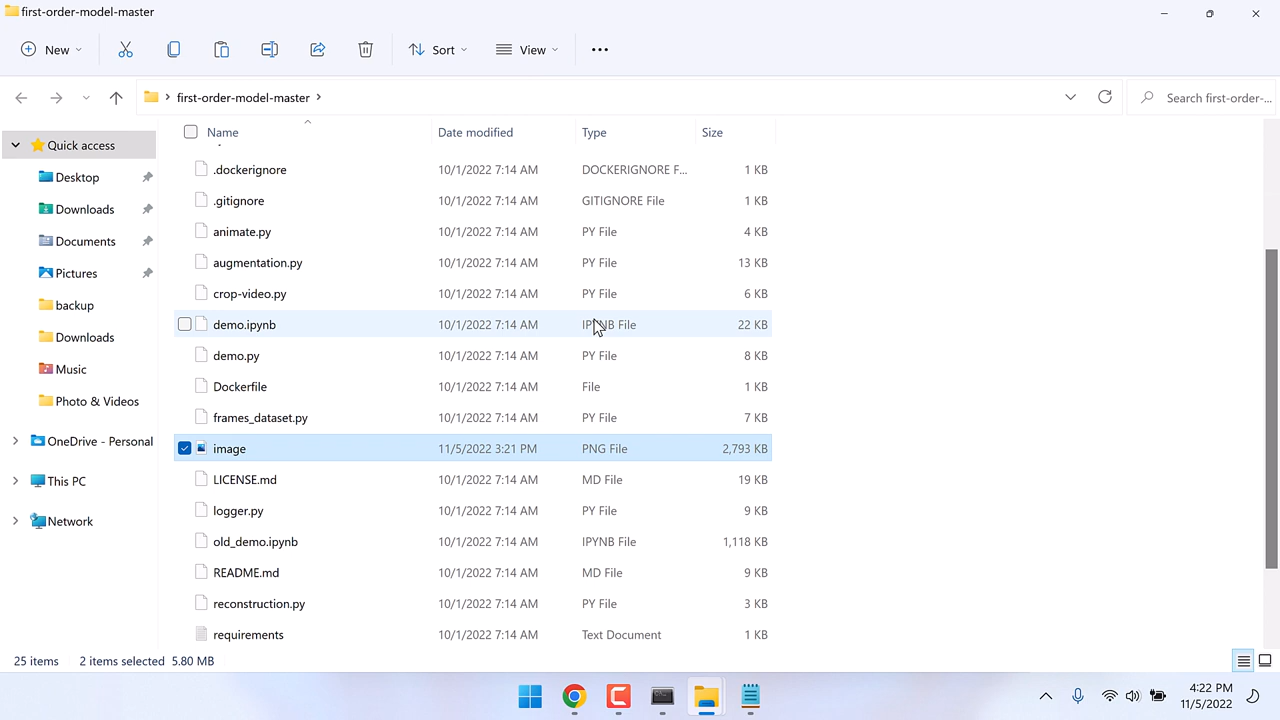 first-order-model-master
New
Sort
View
first-order-model-master
Search first-order-...
Name Date modified Type Size
Quick access
Desktop
Downloads
Documents
Pictures
backup
Downloads
Music
Photo & Videos
OneDrive - Personal
This PC
Network
.dockerignore 10/1/2022 7:14 AM DOCKERIGNORE F... 1 KB
.gitignore 10/1/2022 7:14 AM GITIGNORE File 1 KB
animate.py 10/1/2022 7:14 AM PY File 4 KB
augmentation.py 10/1/2022 7:14 AM PY File 13 KB
crop-video.py 10/1/2022 7:14 AM PY File 6 KB
demo.ipynb 10/1/2022 7:14 AM IPYNB File 22 KB
demo.py 10/1/2022 7:14 AM PY File 8 KB
Dockerfile 10/1/2022 7:14 AM File 1 KB
frames_dataset.py 10/1/2022 7:14 AM PY File 7 KB
image 11/5/2022 3:21 PM PNG File 2,793 KB
LICENSE.md 10/1/2022 7:14 AM MD File 19 KB
logger.py 10/1/2022 7:14 AM PY File 9 KB
old_demo.ipynb 10/1/2022 7:14 AM IPYNB File 1,118 KB
README.md 10/1/2022 7:14 AM MD File 9 KB
reconstruction.py 10/1/2022 7:14 AM PY File 3 KB
requirements 10/1/2022 7:14 AM Text Document 1 KB
25 items 2 items selected 5.80 MB
4:22 PM
11/5/2022